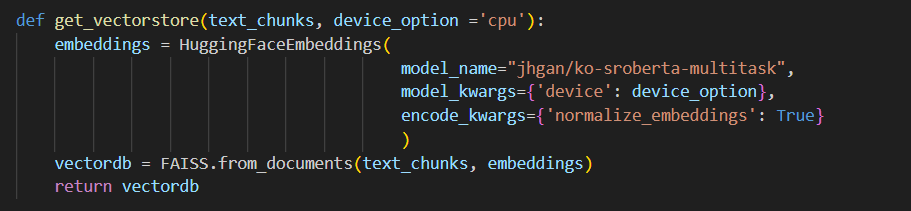 def get_vectorstore(text_chunks, device_option ='cpu'):
    embeddings = HuggingFaceEmbeddings(
                                        model_name="jhgan/ko-sroberta-multitask",
                                        model_kwargs={'device': device_option},
                                        encode_kwargs={'normalize_embeddings': True}
                                        )
    vectordb = FAISS.from_documents(text_chunks, embeddings)
    return vectordb